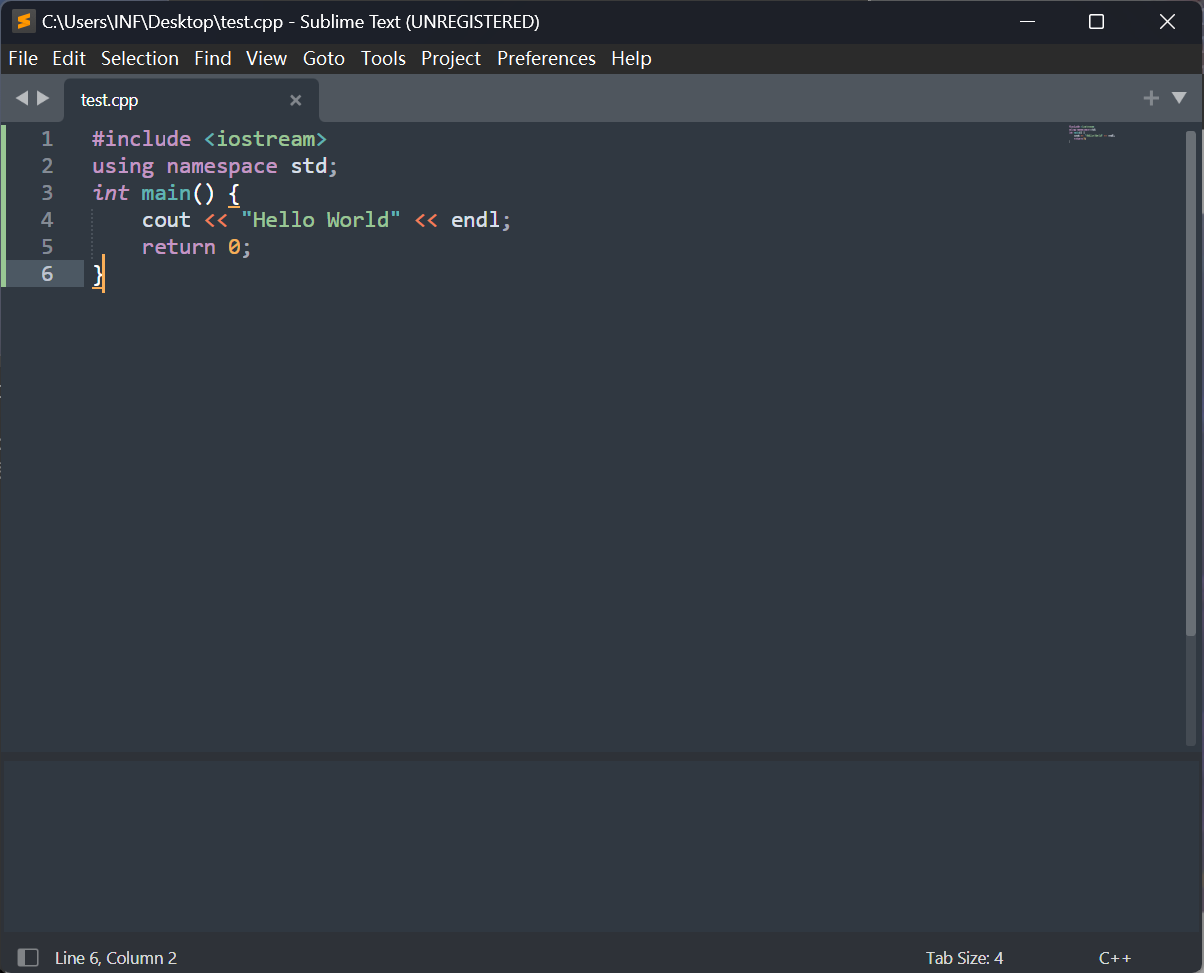 C:\Users\INF\Desktop\test.cpp - Sublime Text (UNREGISTERED)
File Edit Selection Find View Goto Tools Project Preferences Help
test.cpp
1 #include <iostream>
2 using namespace std;
3 int main() {
4     cout << "Hello World" << endl;
5     return 0;
6 }
Line 6, Column 2 Tab Size: 4 C++